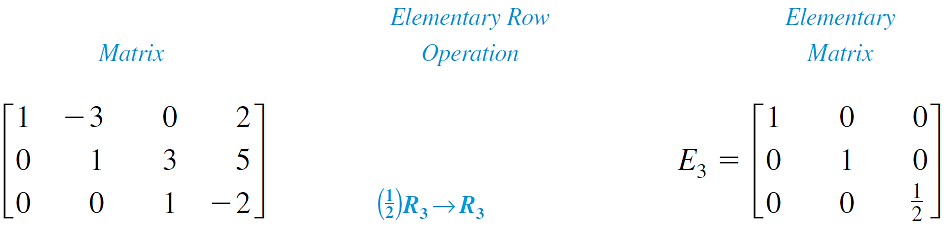 Elementary Row Elementary
Matrix Operation Matrix
[1 −3 0 2] [1 0 0]
[0 1 3 5] E₃ = [0 1 0]
[0 0 1 −2] (1/2)R₃→R₃ [0 0 1/2]